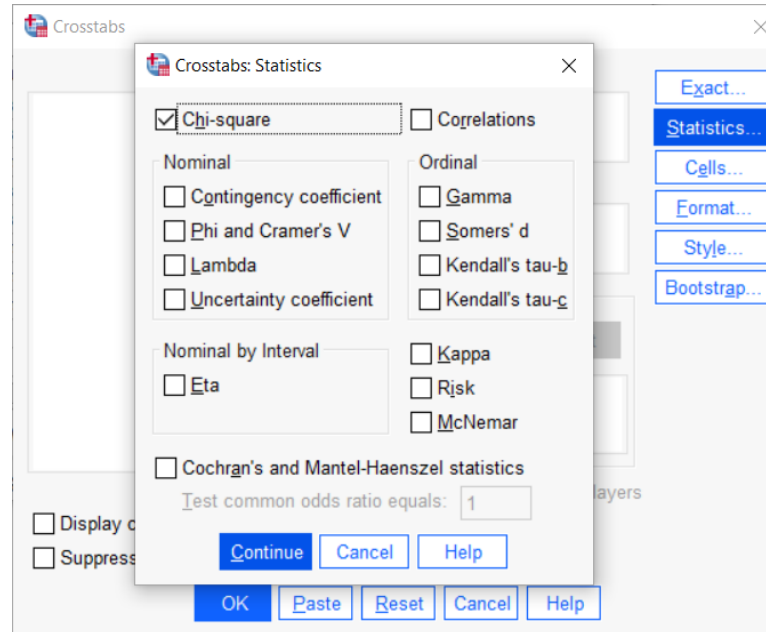 Crosstabs
Crosstabs: Statistics
Chi-square
Correlations
Nominal
Contingency coefficient
Phi and Cramer's V
Lambda
Uncertainty coefficient
Ordinal
Gamma
Somers' d
Kendall's tau-b
Kendall's tau-c
Nominal by Interval
Eta
Kappa
Risk
McNemar
Cochran's and Mantel-Haenszel statistics
Test common odds ratio equals: 1
Continue Cancel Help
Exact...
Statistics...
Cells...
Format...
Style...
Bootstrap...
layers
Display
Suppress
OK Paste Reset Cancel Help